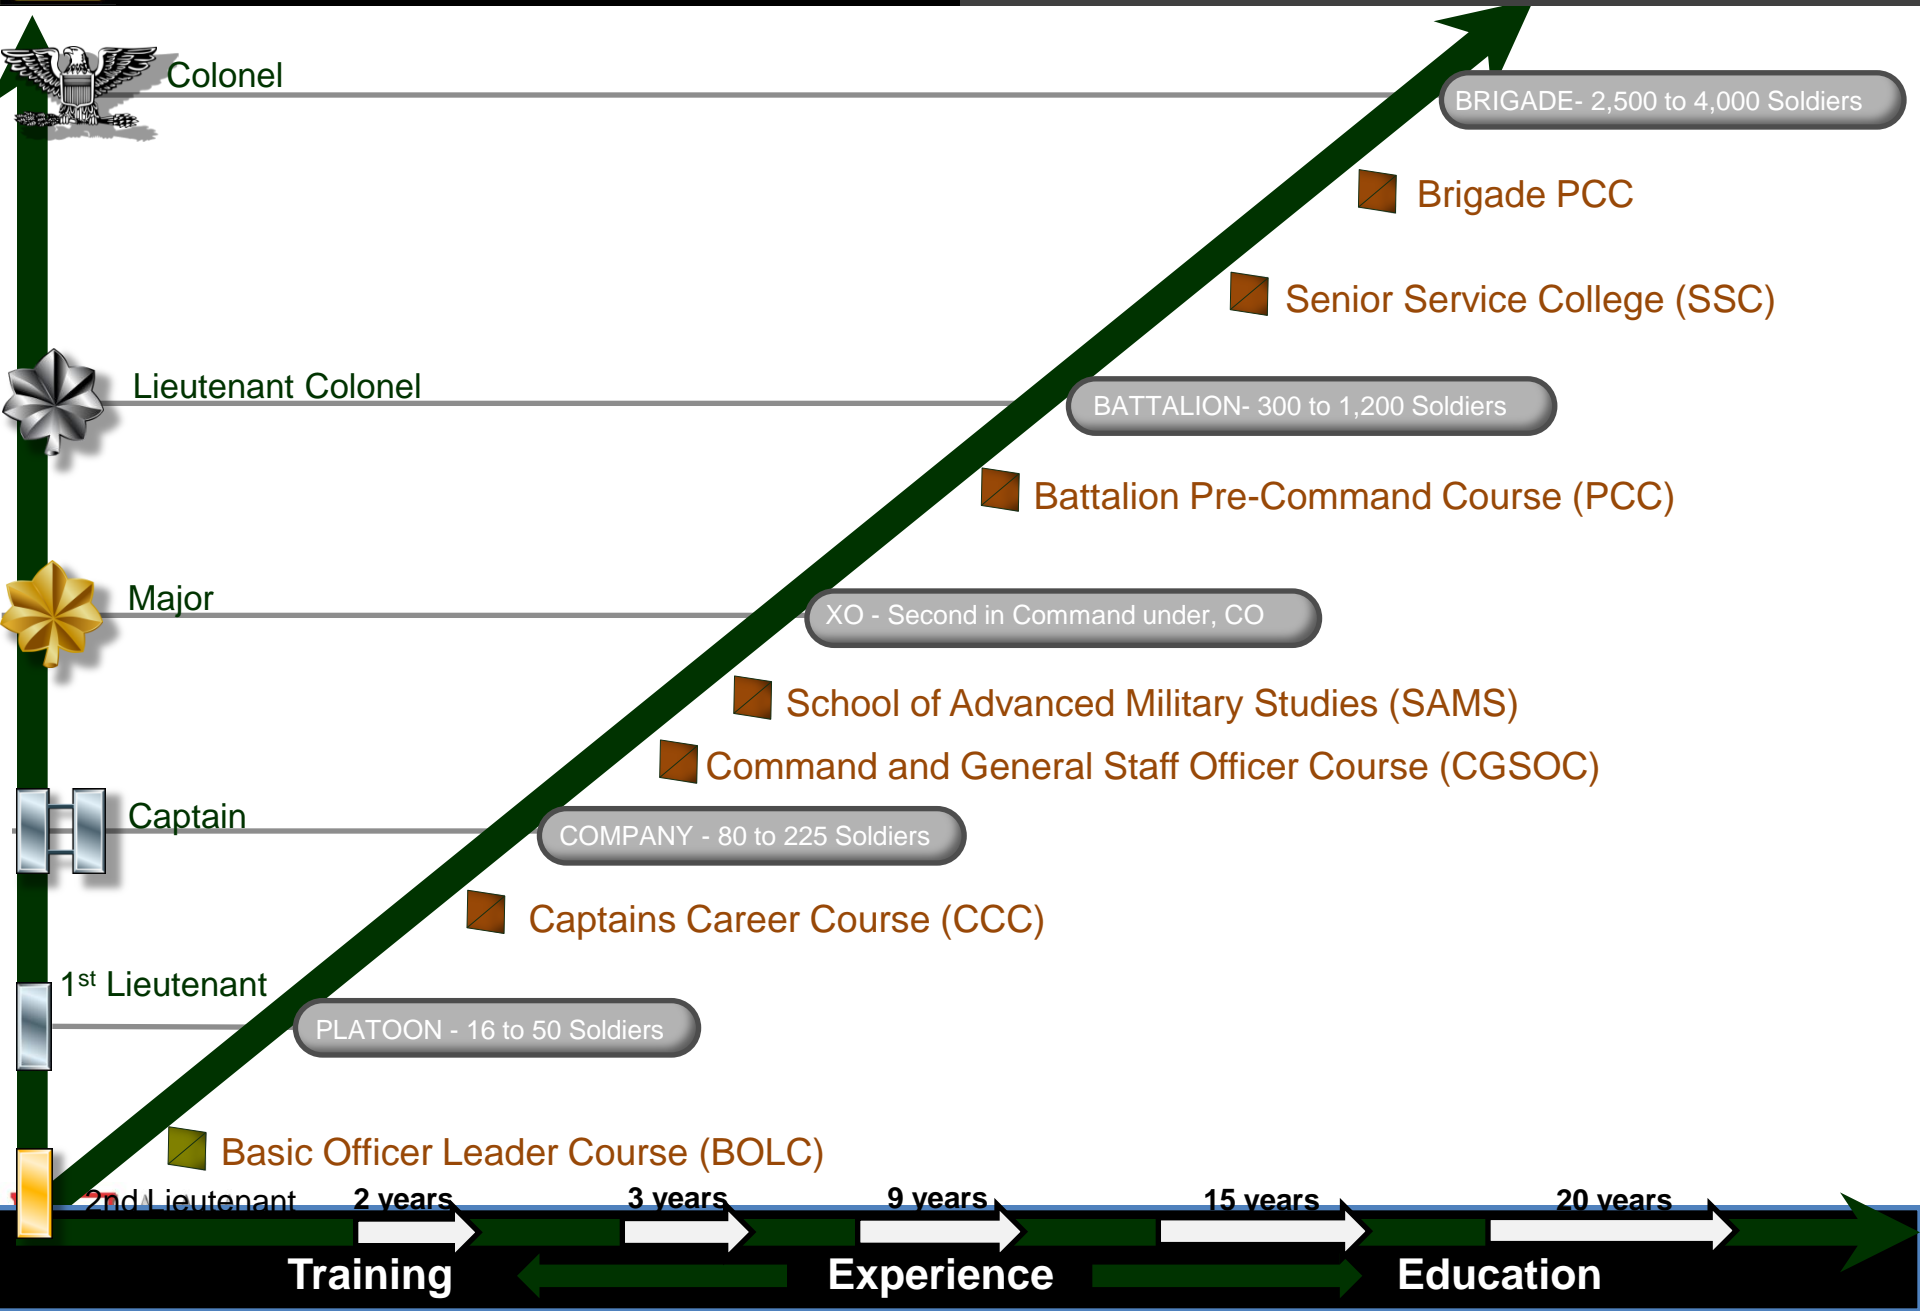 Colonel
BRIGADE- 2,500 to 4,000 Soldiers
Brigade PCC
Senior Service College (SSC)
Lieutenant Colonel
BATTALION- 300 to 1,200 Soldiers
Battalion Pre-Command Course (PCC)
Major
XO - Second in Command under, CO
School of Advanced Military Studies (SAMS)
Command and General Staff Officer Course (CGSOC)
Captain
COMPANY - 80 to 225 Soldiers
Captains Career Course (CCC)
1st Lieutenant
PLATOON - 16 to 50 Soldiers
Basic Officer Leader Course (BOLC)
2nd Lieutenant
2 years
3 years
9 years
15 years
20 years
Training
Experience
Education